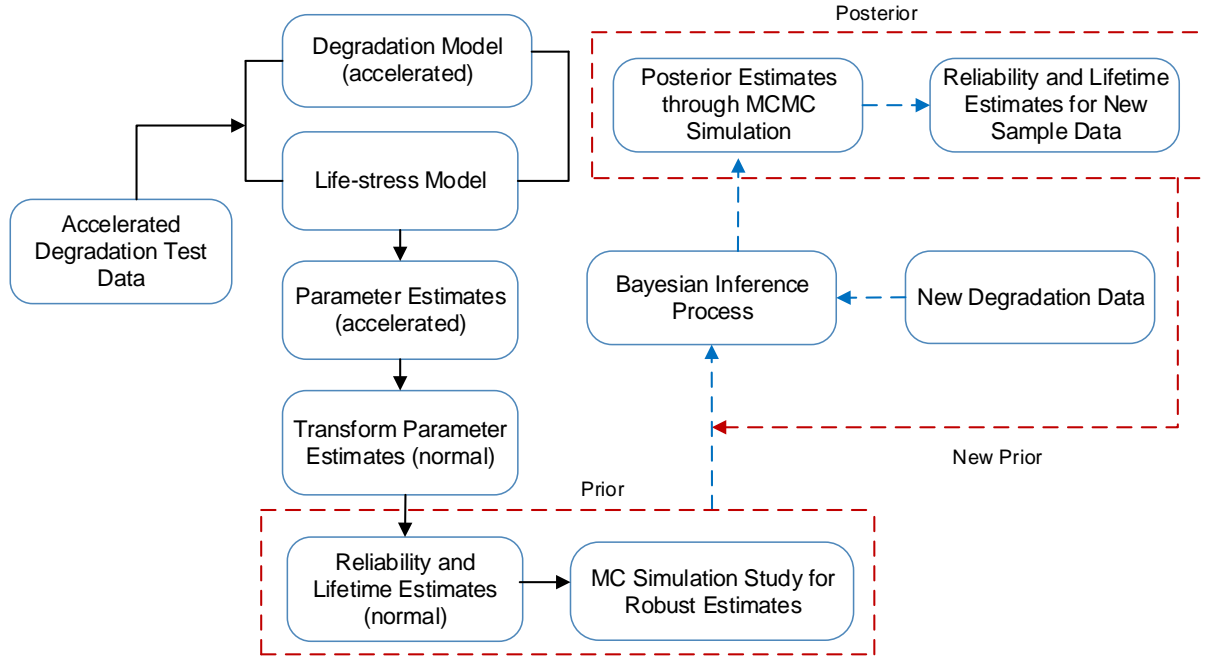 Degradation Model
(accelerated)
Life-stress Model
Accelerated
Degradation Test
Data
Parameter Estimates
(accelerated)
Transform Parameter
Estimates (normal)
Prior
Reliability and
Lifetime Estimates
(normal)
MC Simulation Study for
Robust Estimates
Posterior
Posterior Estimates
through MCMC
Simulation
Reliability and Lifetime
Estimates for New
Sample Data
Bayesian Inference
Process
New Degradation Data
New Prior